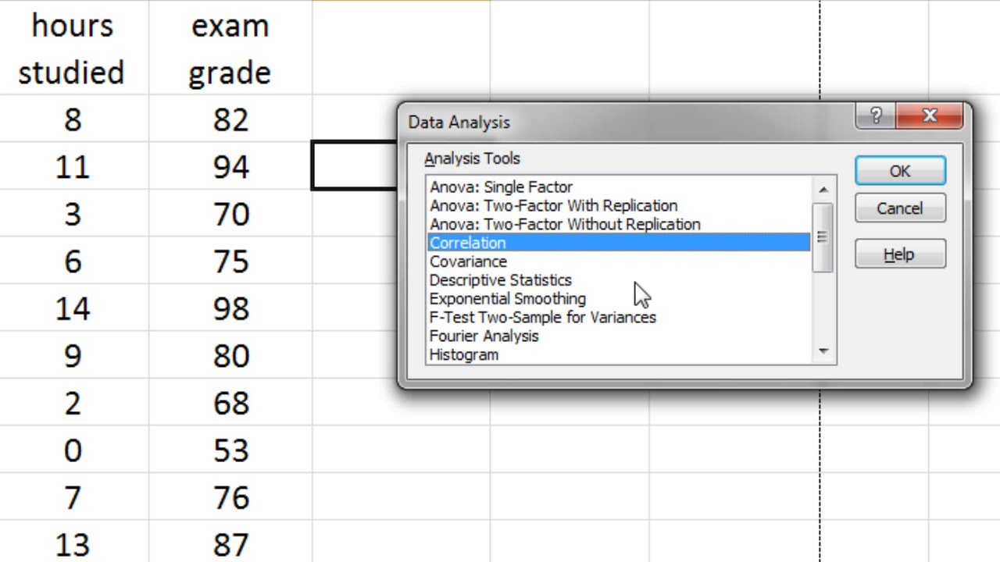 hours exam
studied grade
8 82
11 94
3 70
6 75
14 98
9 80
2 68
0 53
7 76
13 87
Data Analysis
?
X
Analysis Tools
Anova: Single Factor
Anova: Two-Factor With Replication
Anova: Two-Factor Without Replication
Correlation
Covariance
Descriptive Statistics
Exponential Smoothing
F-Test Two-Sample for Variances
Fourier Analysis
Histogram
OK
Cancel
Help